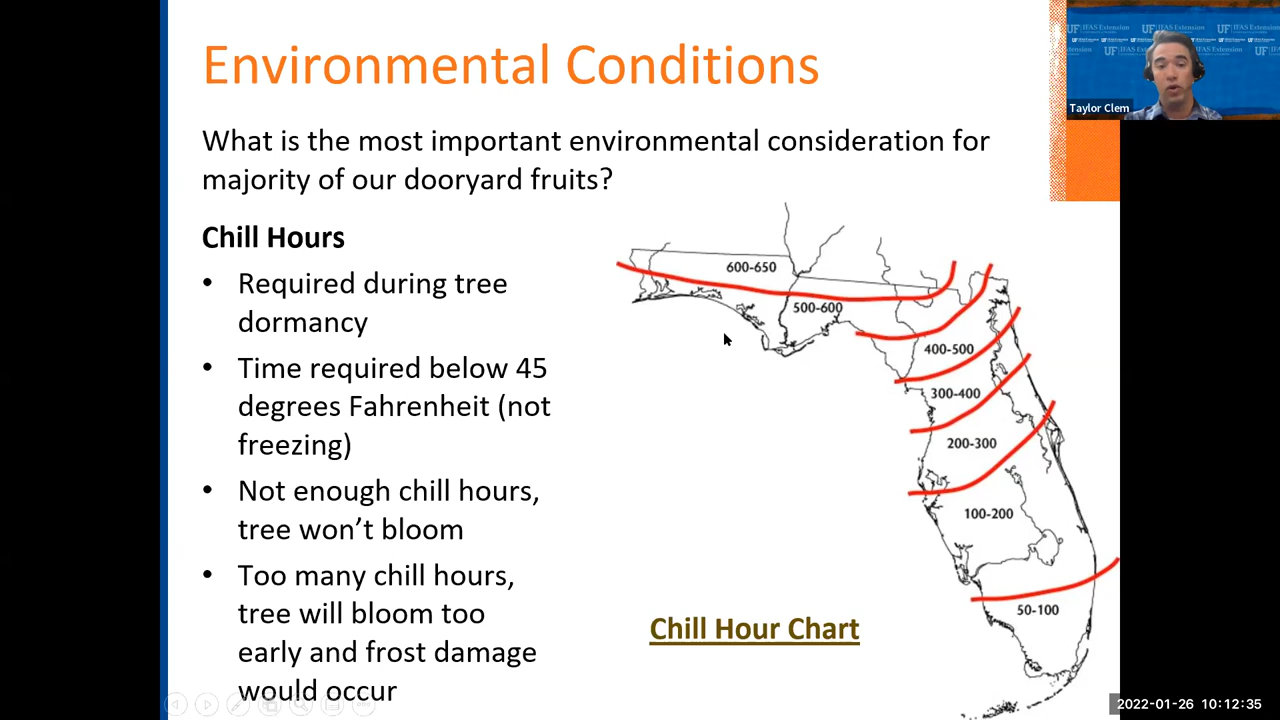 Environmental Conditions
What is the most important environmental consideration for
majority of our dooryard fruits?
Chill Hours
• Required during tree
dormancy
• Time required below 45
degrees Fahrenheit (not
freezing)
• Not enough chill hours,
tree won't bloom
• Too many chill hours,
tree will bloom too
early and frost damage
would occur
600-650
500-600
400-500
300-400
200-300
100-200
50-100
Chill Hour Chart
UF IFAS Extension
Taylor Clem
2022-01-26 10:12:35